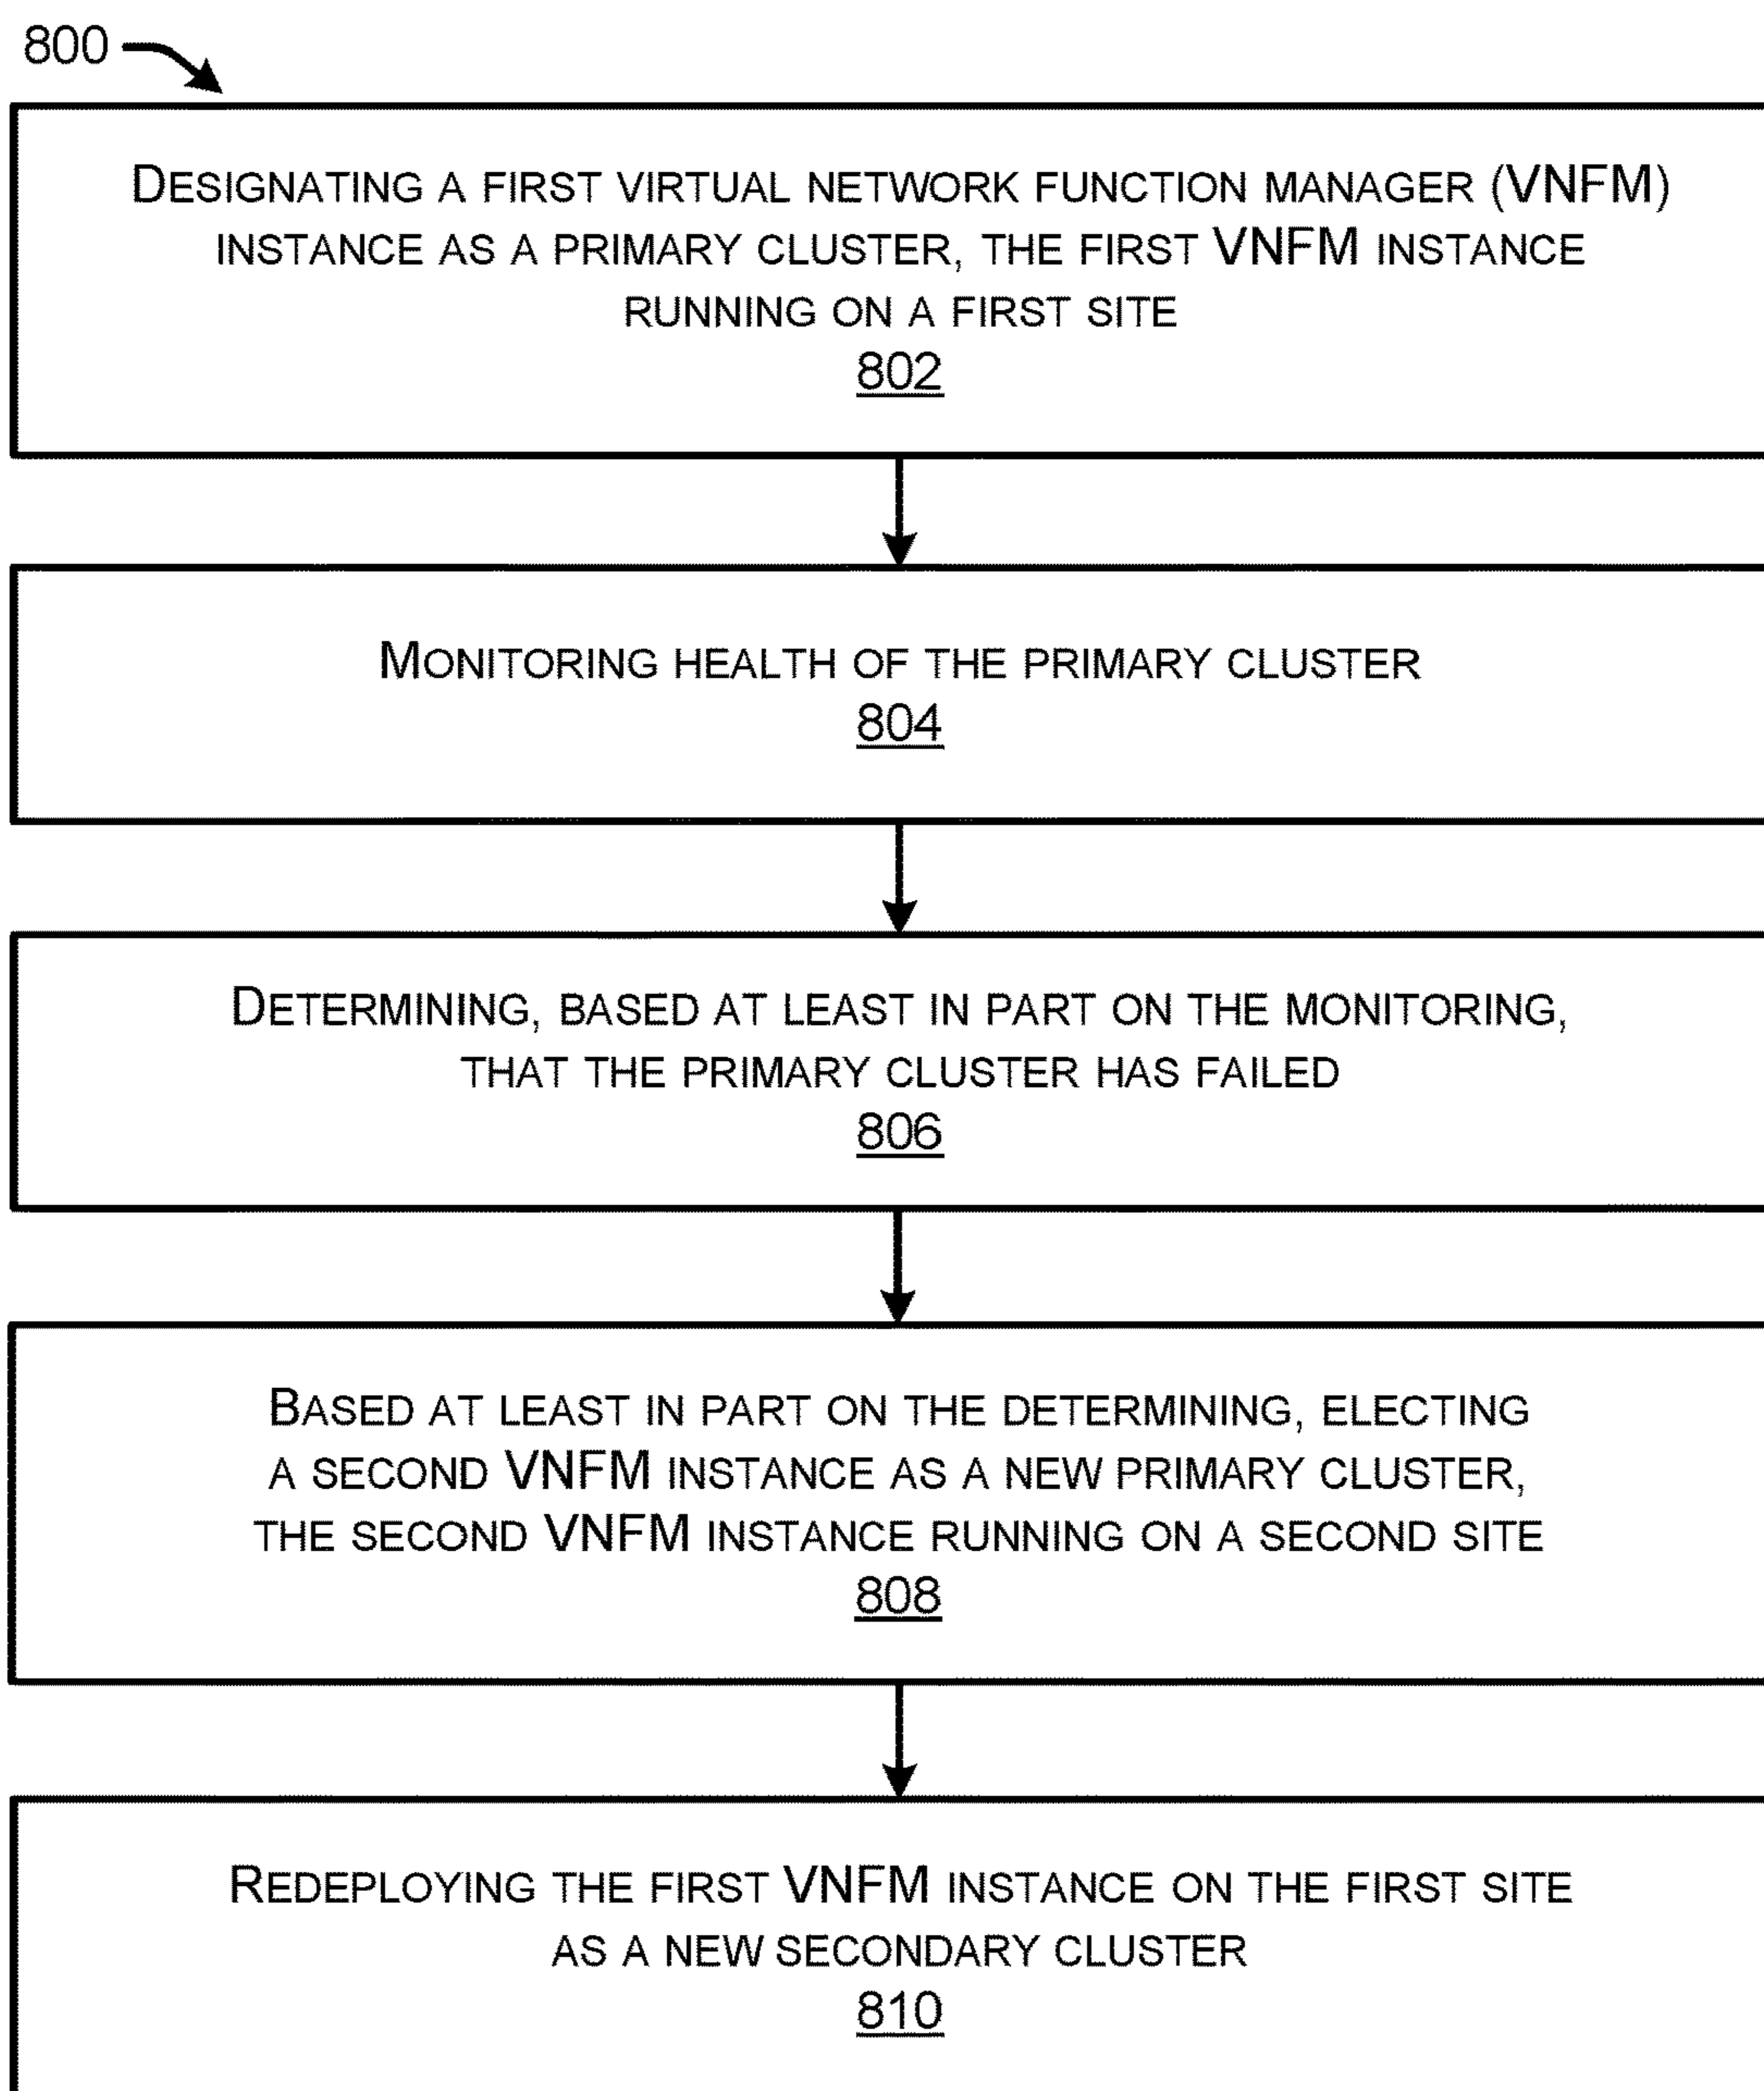 800
DESIGNATING A FIRST VIRTUAL NETWORK FUNCTION MANAGER (VNFM)
INSTANCE AS A PRIMARY CLUSTER, THE FIRST VNFM INSTANCE
RUNNING ON A FIRST SITE
802
MONITORING HEALTH OF THE PRIMARY CLUSTER
804
DETERMINING, BASED AT LEAST IN PART ON THE MONITORING,
THAT THE PRIMARY CLUSTER HAS FAILED
806
BASED AT LEAST IN PART ON THE DETERMINING, ELECTING
A SECOND VNFM INSTANCE AS A NEW PRIMARY CLUSTER,
THE SECOND VNFM INSTANCE RUNNING ON A SECOND SITE
808
REDEPLOYING THE FIRST VNFM INSTANCE ON THE FIRST SITE
AS A NEW SECONDARY CLUSTER
810